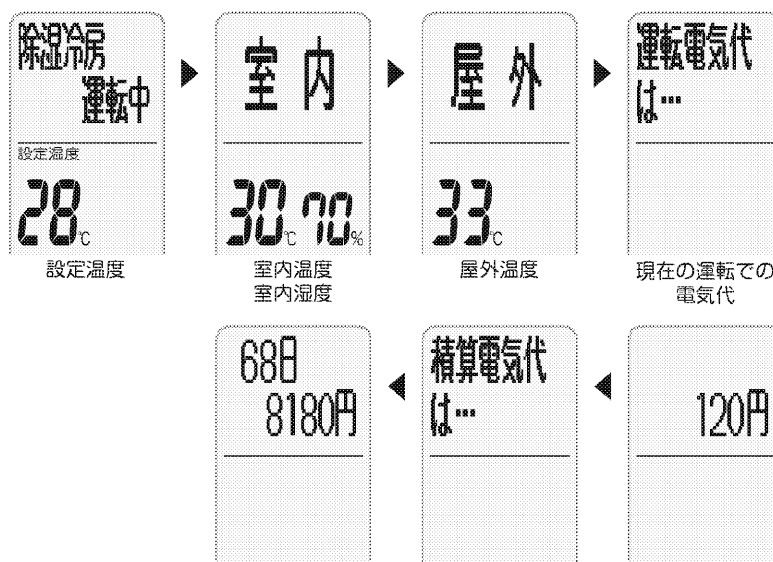 除湿冷房
運転中
設定温度
28℃
設定温度
室内
30℃ 70%
室内温度
室内湿度
屋外
33℃
屋外温度
運転電気代
は…
現在の運転での
電気代
120円
積算電気代
は…
68日
8180円